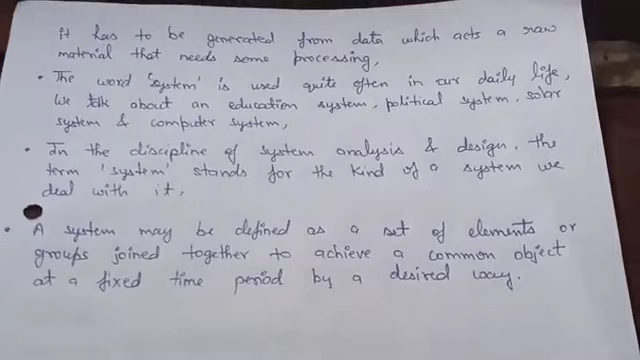 it has to be generated from data which acts a raw
material that needs some processing,
• The word 'system' is used quite often in our daily life,
We talk about an education system, political system, solar
system & computer system,
• In the discipline of system analysis & design, the
term 'system' stands for the kind of a system we
deal with it,
• A system may be defined as a set of elements or
groups joined together to achieve a common object
at a fixed time period by a desired way.